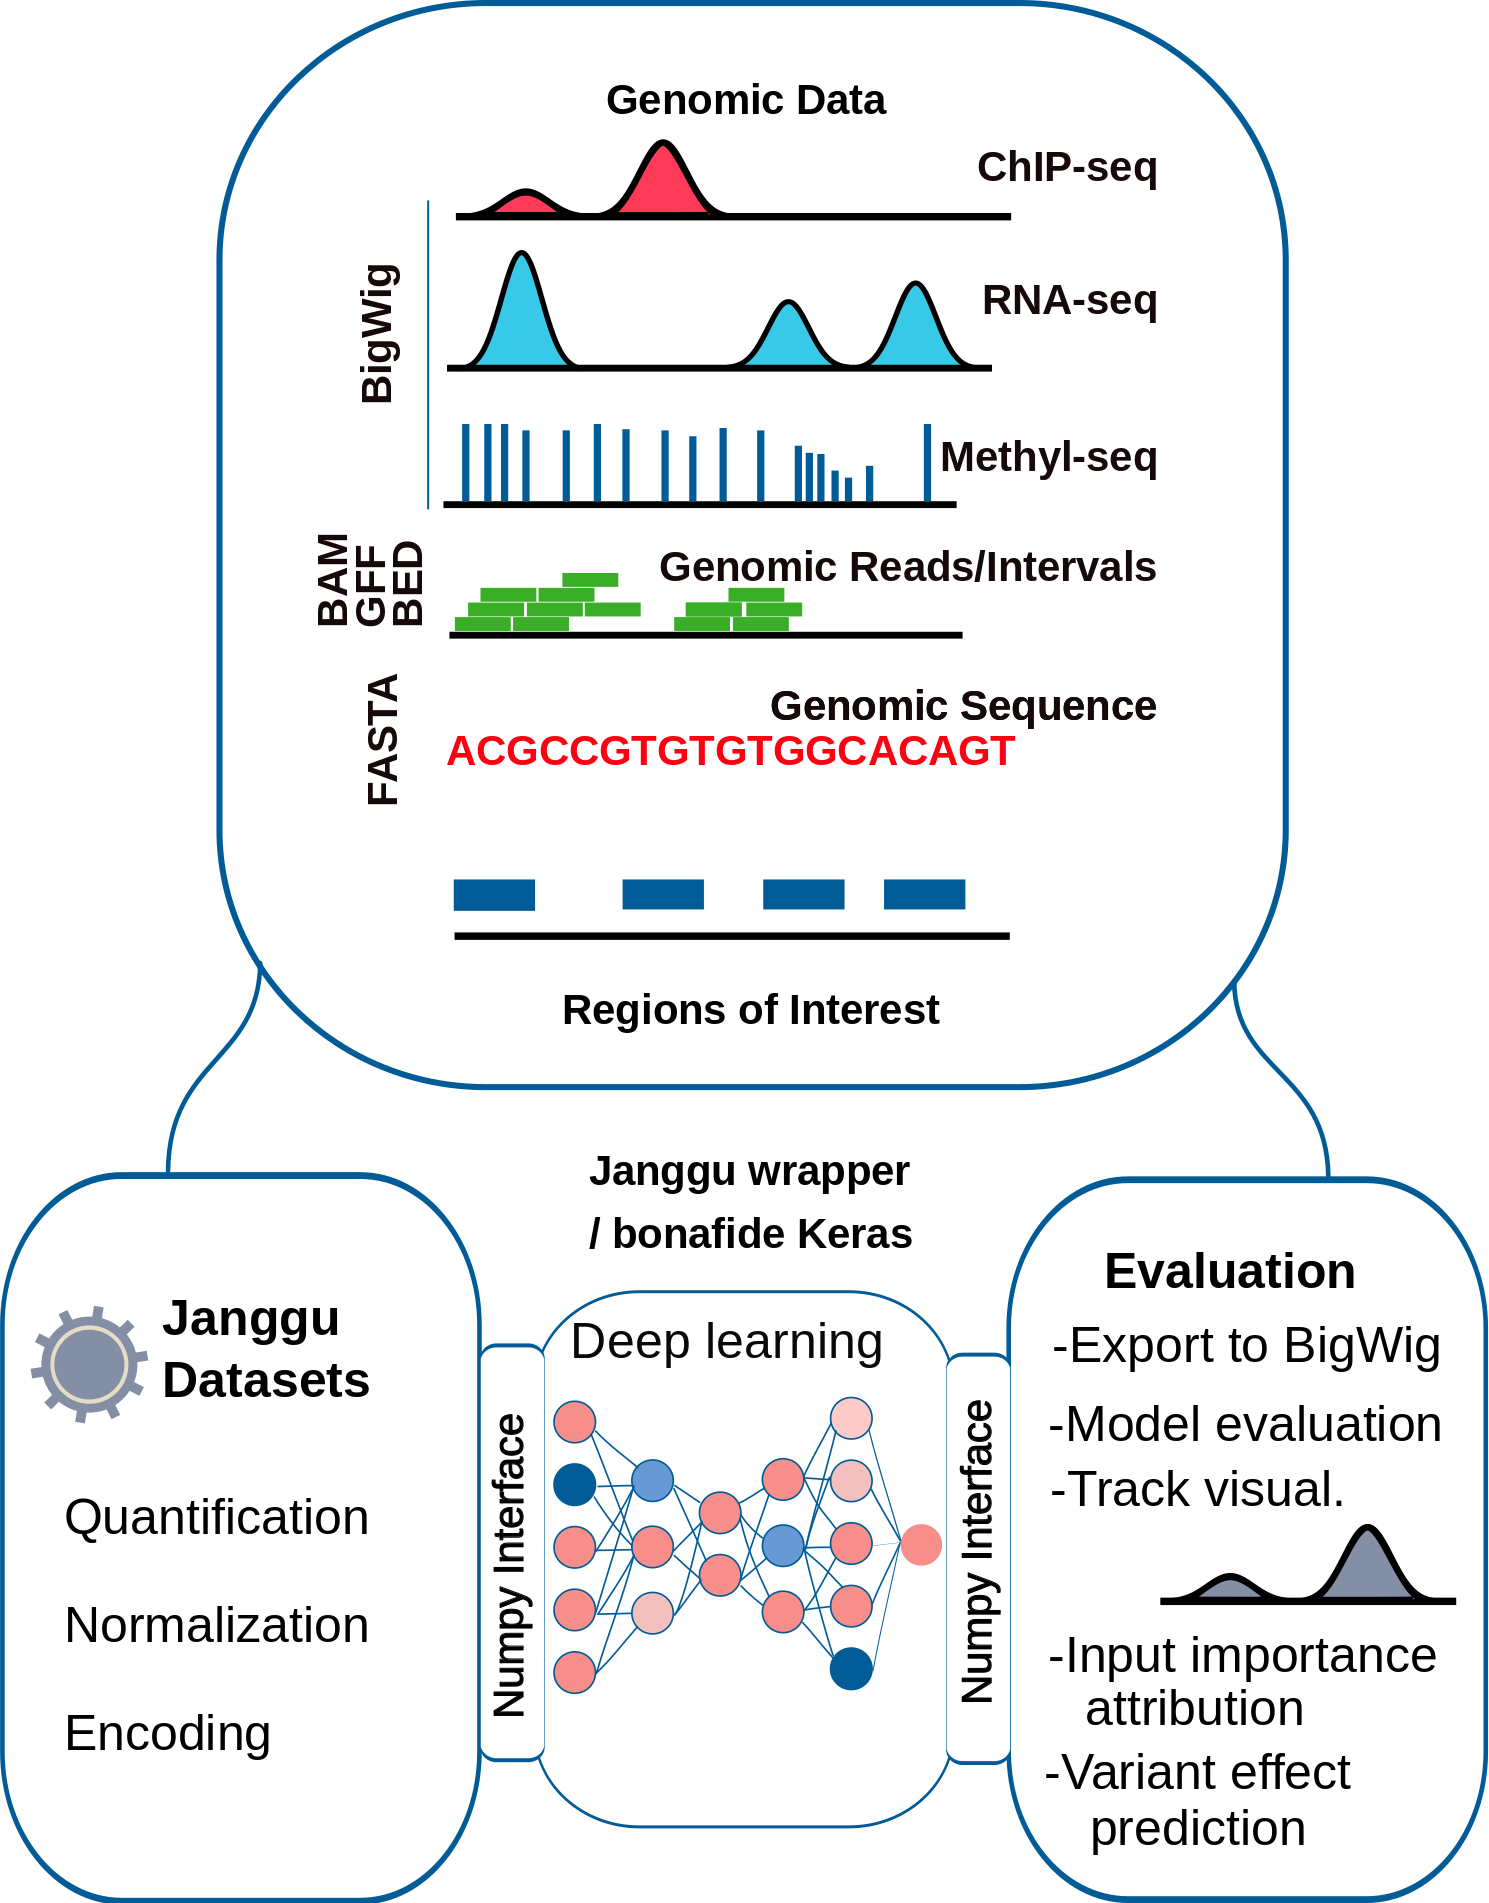 Genomic Data
ChIP-seq
BigWig
RNA-seq
Methyl-seq
BAM
GFF
BED
Genomic Reads/Intervals
FASTA
Genomic Sequence
ACGCCGTGTGTGGCACAGT
Regions of Interest
Janggu wrapper
/ bonafide Keras
Janggu
Datasets
Quantification
Normalization
Encoding
Numpy Interface
Deep learning
Numpy Interface
Evaluation
-Export to BigWig
-Model evaluation
-Track visual.
-Input importance
attribution
-Variant effect
prediction